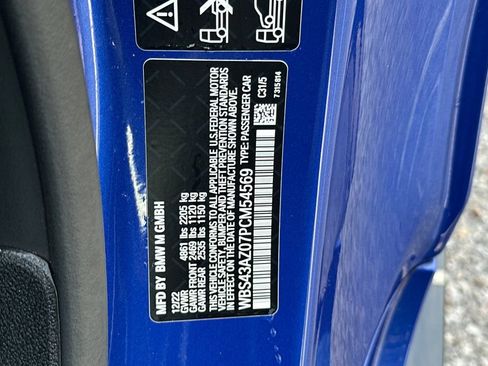 MFD BY BMW M GMBH
12/22
GVWR 4861 lbs 2205 kg
GAWR FRONT 2469 lbs 1120 kg
GAWR REAR 2535 lbs 1150 kg
THIS VEHICLE CONFORMS TO ALL APPLICABLE U.S.FEDERAL MOTOR
VEHICLE SAFETY, BUMPER, AND THEFT PREVENTION STANDARDS
IN EFFECT ON THE DATE OF MANUFACTURE SHOWN ABOVE.
WBS43AZ07PCM54569 TYPE: PASSENGER CAR
C31/5
7315614